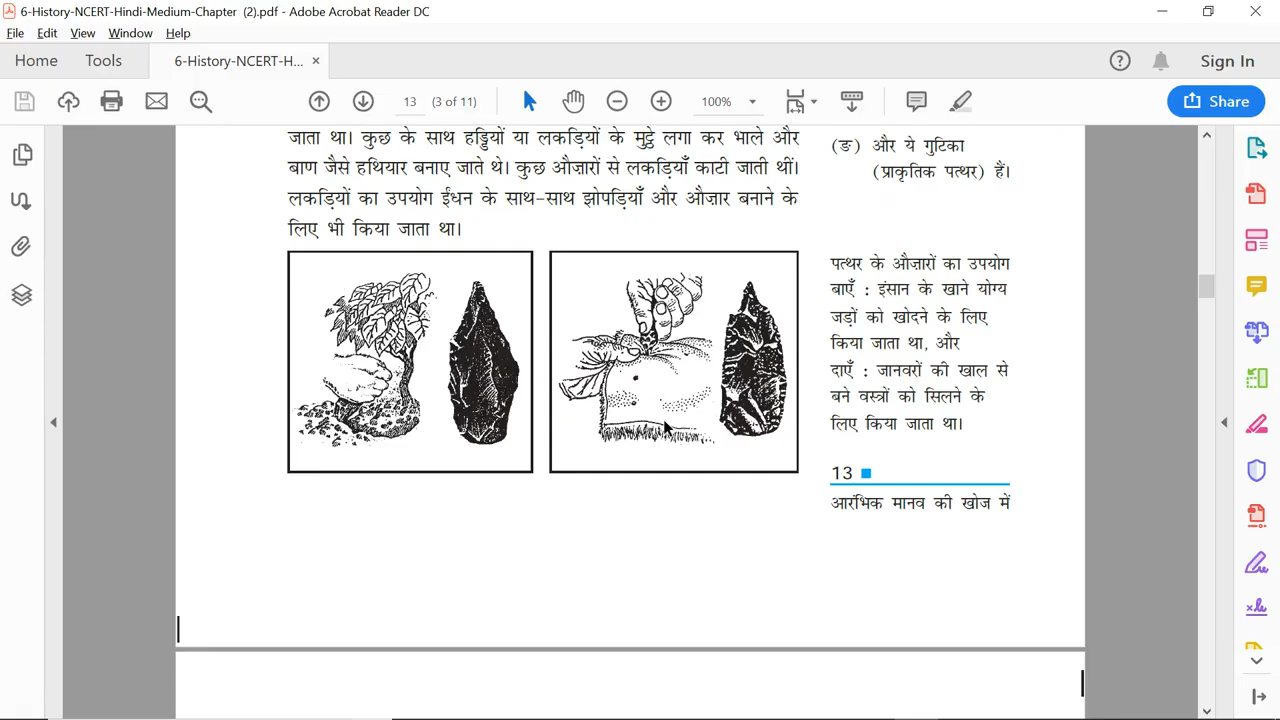 6-History-NCERT-Hindi-Medium-Chapter (2).pdf - Adobe Acrobat Reader DC
File Edit View Window Help
Home Tools 6-History-NCERT-H... × Sign In
13 (3 of 11) 100% Share
जाता था। कुछ के साथ हड्डियों या लकड़ियों के मुट्ठे लगा कर भाले और
बाण जैसे हथियार बनाए जाते थे। कुछ औज़ारों से लकड़ियाँ काटी जाती थीं।
लकड़ियों का उपयोग ईंधन के साथ-साथ झोपड़ियाँ और औज़ार बनाने के
लिए भी किया जाता था।
(ङ) और ये गुटिका
(प्राकृतिक पत्थर) हैं।
पत्थर के औज़ारों का उपयोग
बाएँ : इंसान के खाने योग्य
जड़ों को खोदने के लिए
किया जाता था, और
दाएँ : जानवरों की खाल से
बने वस्त्रों को सिलने के
लिए किया जाता था।
13
आरंभिक मानव की खोज में